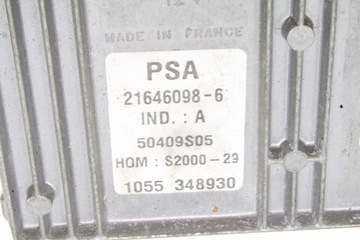 MADE IN FRANCE
PSA
21646098-6
IND. : A
50409S05
HOM : S2000-29
1055 348930